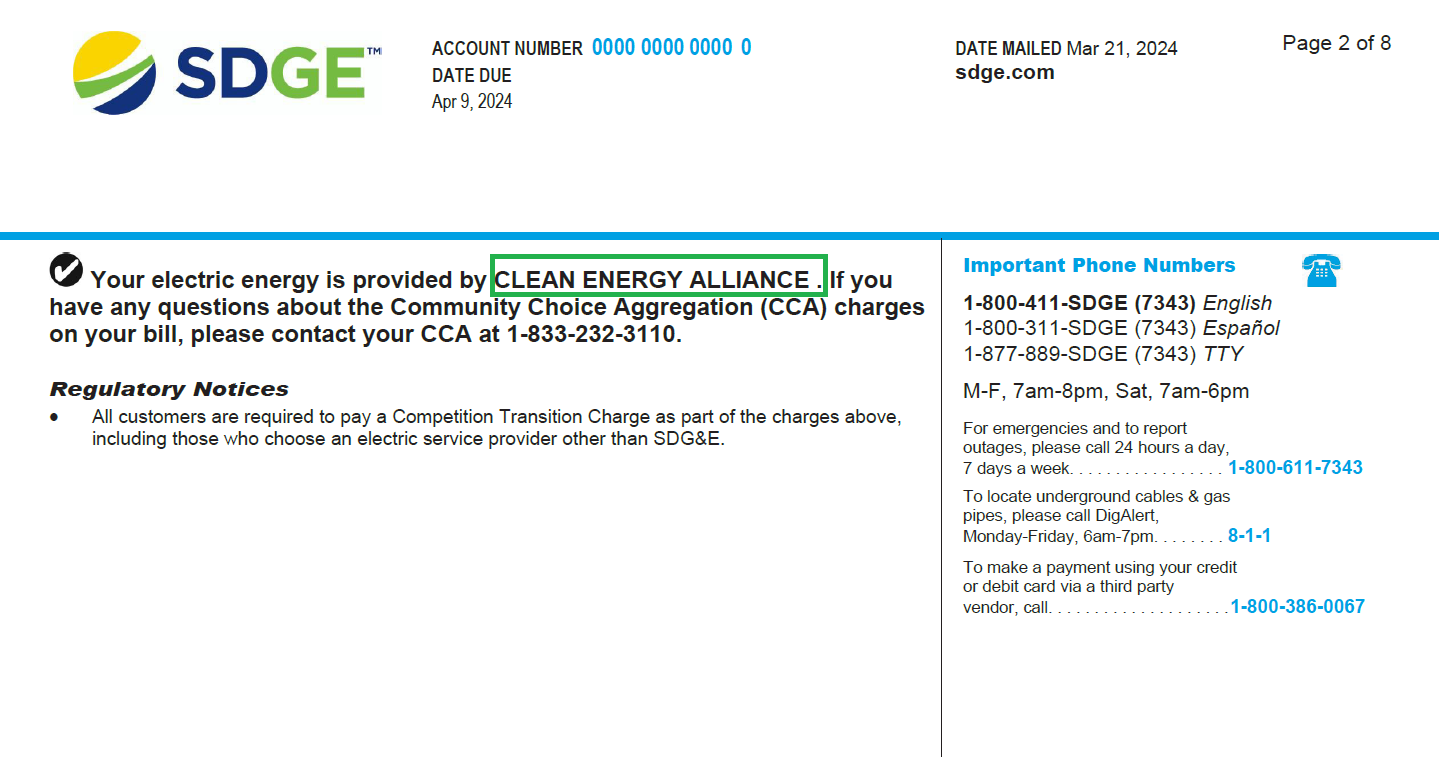 SDGE™
ACCOUNT NUMBER 0000 0000 0000 0
DATE DUE
Apr 9, 2024
DATE MAILED Mar 21, 2024
sdge.com
Page 2 of 8
Your electric energy is provided by CLEAN ENERGY ALLIANCE . If you
have any questions about the Community Choice Aggregation (CCA) charges
on your bill, please contact your CCA at 1-833-232-3110.
Regulatory Notices
• All customers are required to pay a Competition Transition Charge as part of the charges above,
including those who choose an electric service provider other than SDG&E.
Important Phone Numbers
1-800-411-SDGE (7343) English
1-800-311-SDGE (7343) Español
1-877-889-SDGE (7343) TTY
M-F, 7am-8pm, Sat, 7am-6pm
For emergencies and to report
outages, please call 24 hours a day,
7 days a week. . . . . . . . . . . . . . . . . 1-800-611-7343
To locate underground cables & gas
pipes, please call DigAlert,
Monday-Friday, 6am-7pm. . . . . . . . 8-1-1
To make a payment using your credit
or debit card via a third party
vendor, call. . . . . . . . . . . . . . . . . . . . 1-800-386-0067